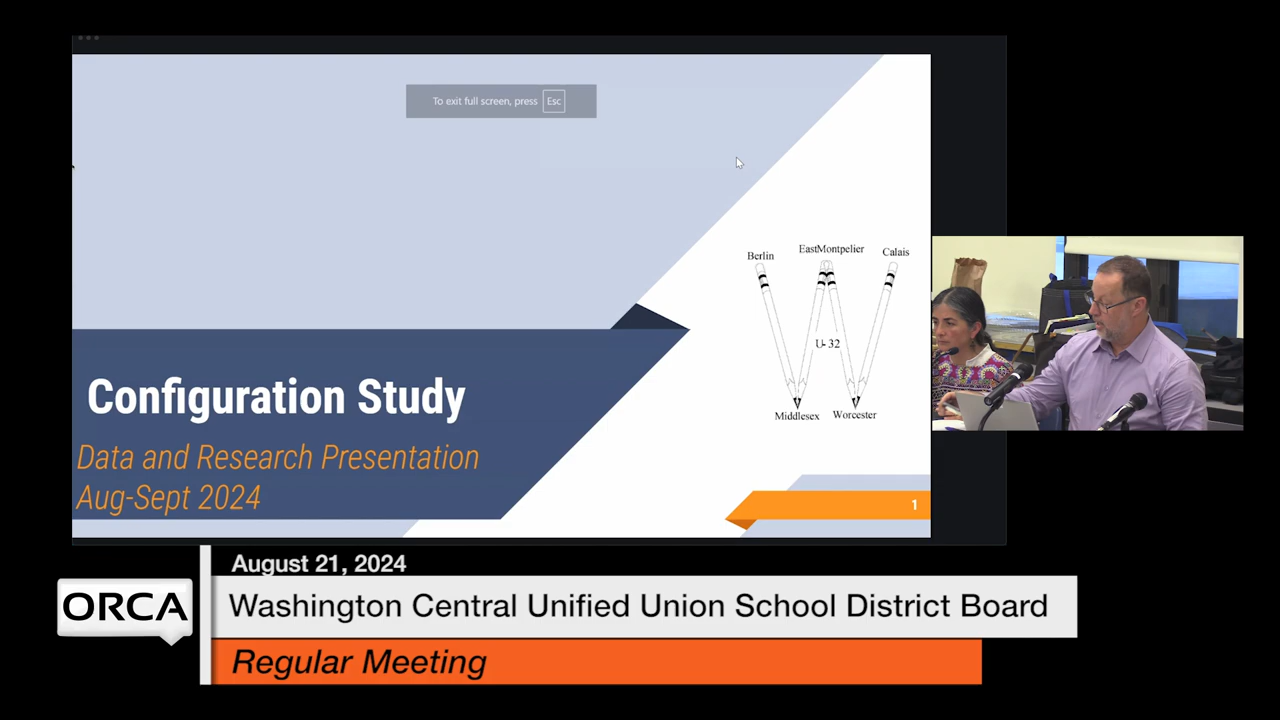 To exit full screen, press Esc
Berlin
EastMontpelier
Calais
U-32
Middlesex
Worcester
Configuration Study
Data and Research Presentation
Aug-Sept 2024
1
August 21, 2024
ORCA
Washington Central Unified Union School District Board
Regular Meeting